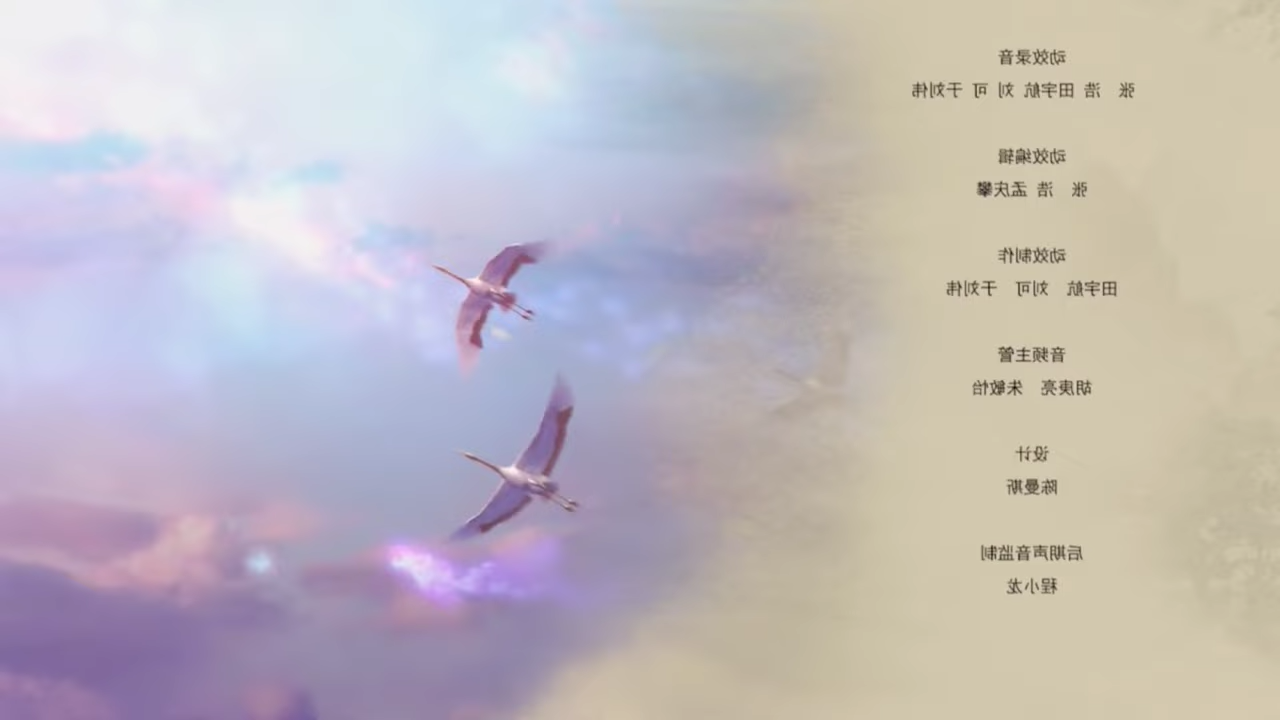 动效录音
张　浩 田宇航 刘 可 于刘伟
动效编辑
张　浩 孟庆攀
动效制作
田宇航　刘可　于刘伟
音频主管
胡庚亮　朱敏怡
设计
陈曼斯
后期声音监制
程小龙